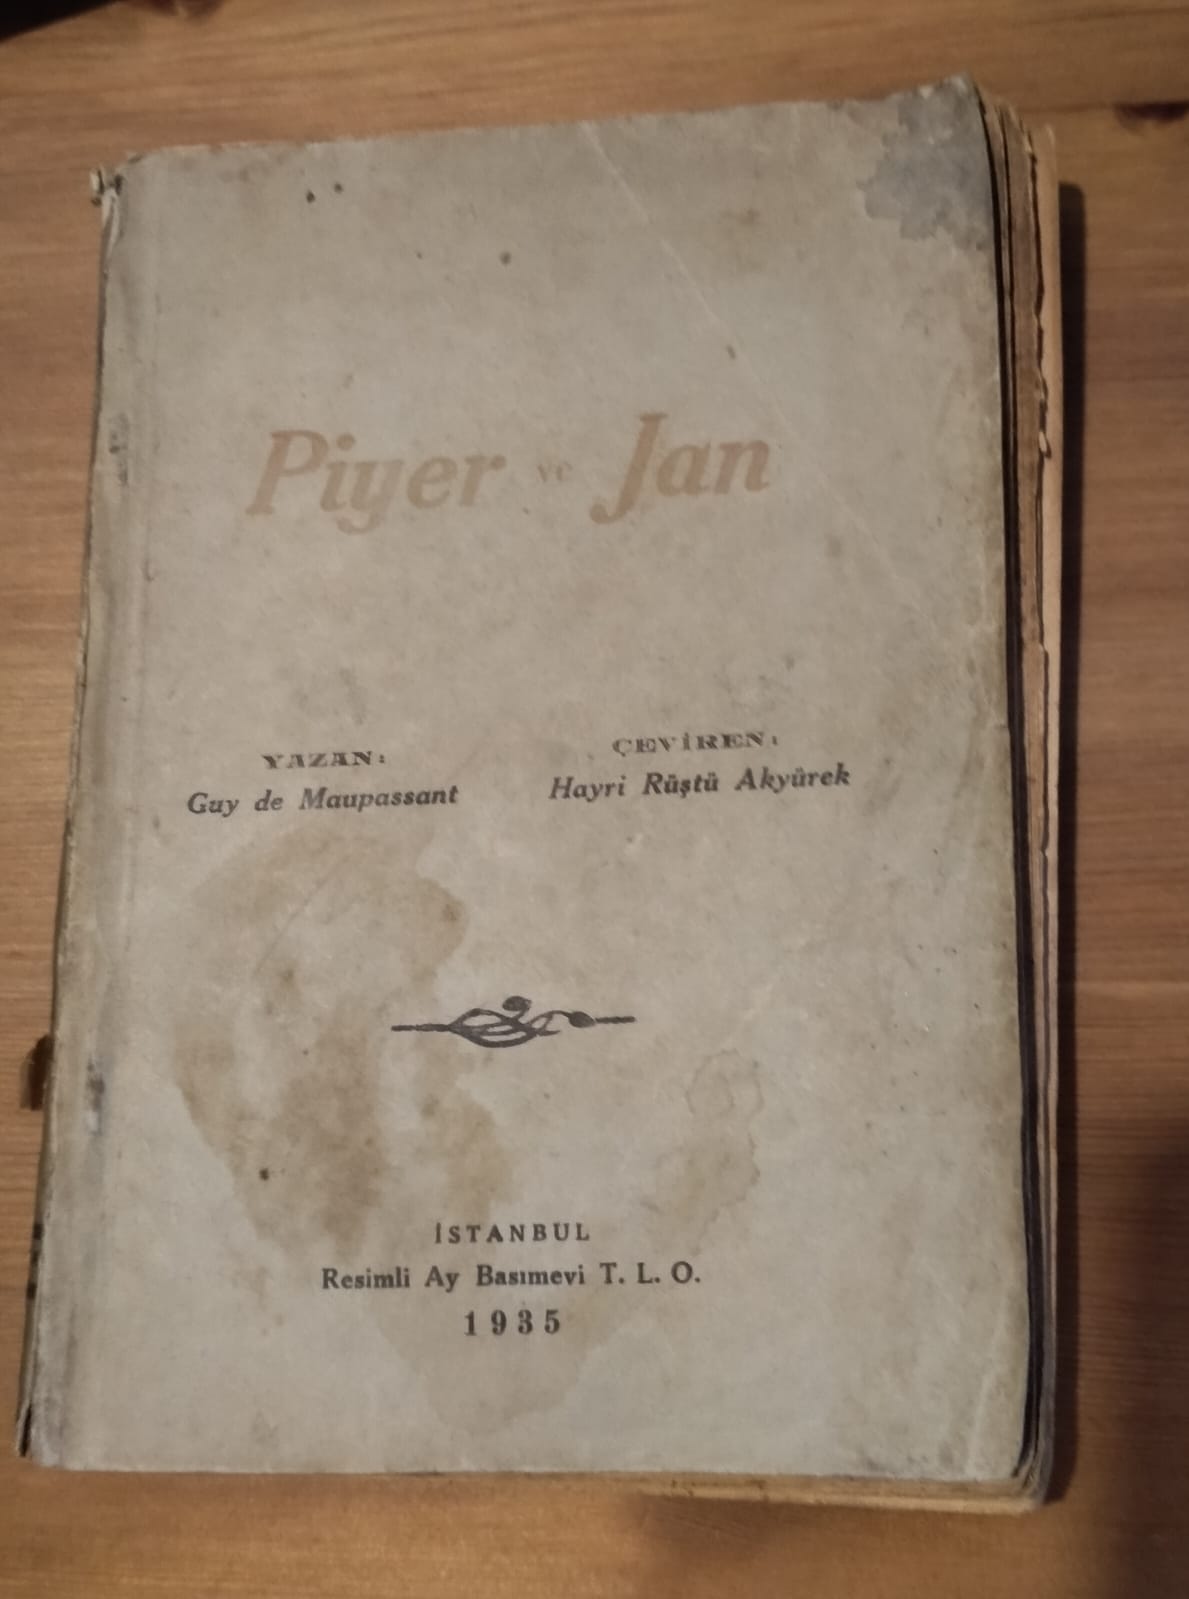 Piyer ve Jan
YAZAN:
Guy de Maupassant
ÇEVİREN:
Hayri Rüştü Akyürek
İSTANBUL
Resimli Ay Basımevi T. L. O.
1935